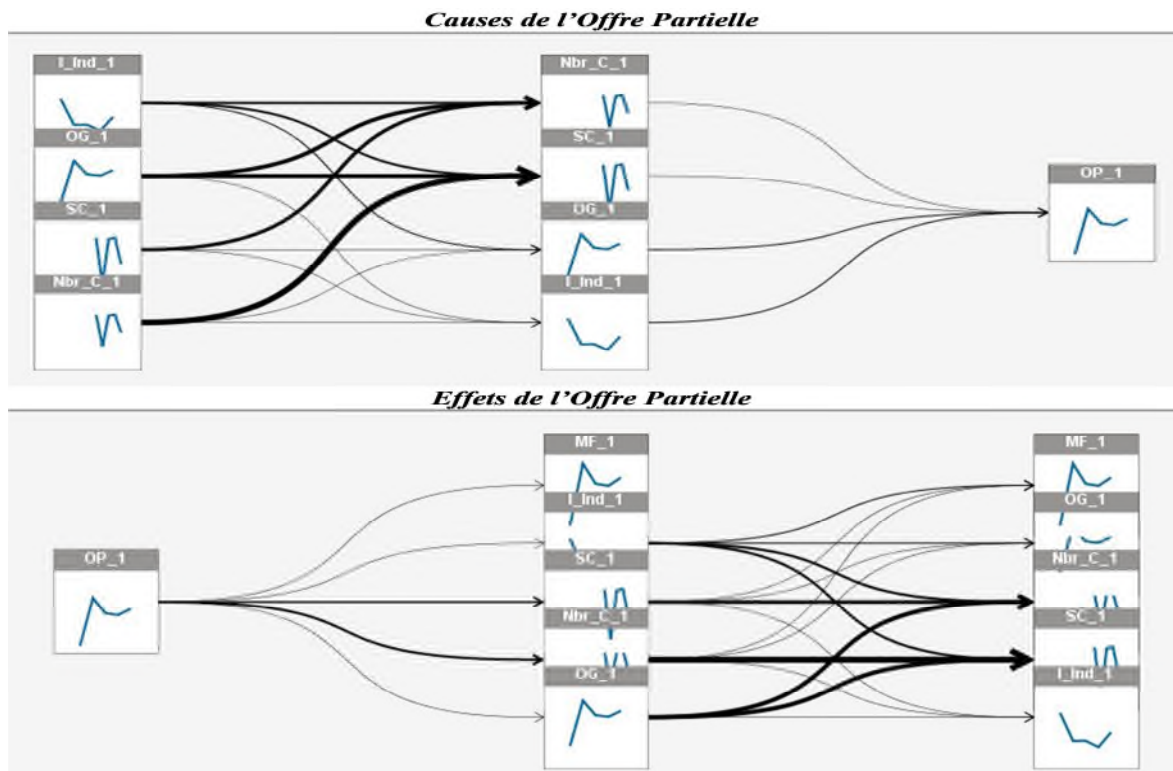 Causes de l'Offre Partielle
I_Ind_1
OG_1
SC_1
Nbr_C_1
Nbr_C_1
SC_1
OG_1
I_Ind_1
OP_1
Effets de l'Offre Partielle
OP_1
MF_1
I_Ind_1
SC_1
Nbr_C_1
OG_1
MF_1
OG_1
Nbr_C_1
SC_1
I_Ind_1